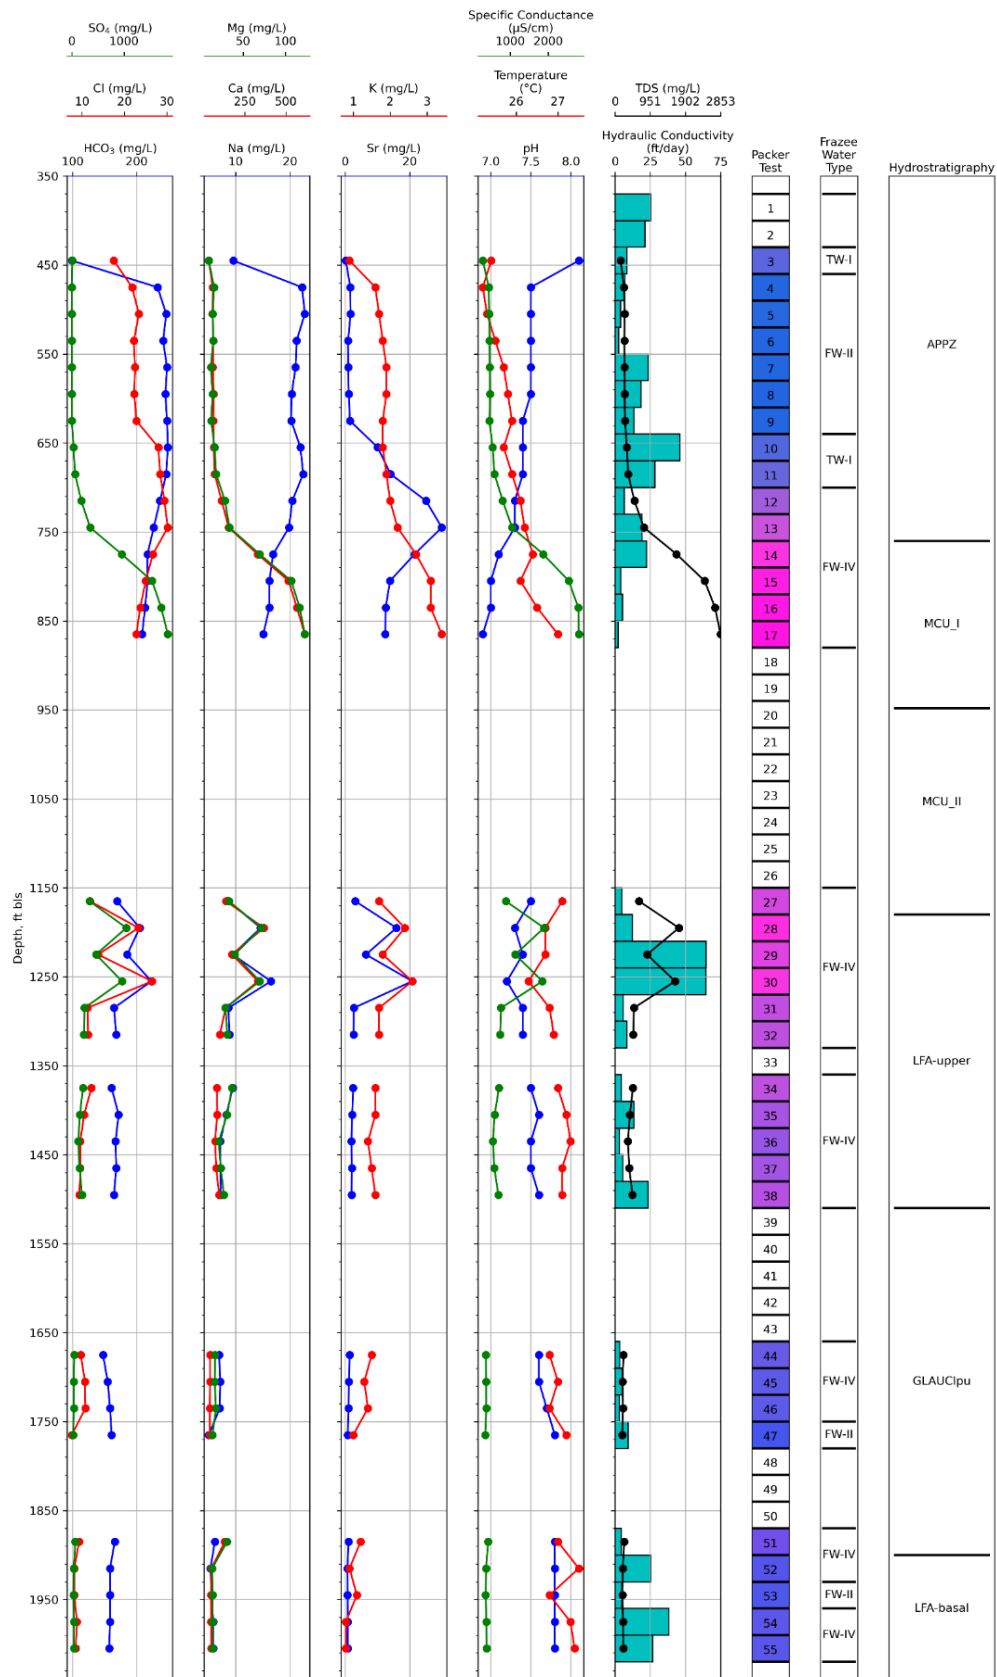 Specific Conductance
SO₄ (mg/L) Mg (mg/L) (μS/cm)
0 1000 50 100 1000 2000
Temperature
Cl (mg/L) Ca (mg/L) K (mg/L) (°C) TDS (mg/L)
10 20 30 250 500 1 2 3 26 27 0 951 1902 2853
HCO₃ (mg/L) Na (mg/L) Sr (mg/L) pH Hydraulic Conductivity
(ft/day)
100 200 10 20 0 20 7.0 7.5 8.0 0 25 50 75
Packer
Test
Frazee
Water
Type
Hydrostratigraphy
350
1
2
450 3 TW-I
4
5
6 FW-II APPZ
550
7
8
9
650 10 TW-I
11
12
13
750
14 FW-IV
15
16
850 17 MCU_I
18
19
950 20
21
22
23
1050 MCU_II
24
25
26
1150
27
28
29
Depth, ft bls
1250 30 FW-IV
31
32
1350 33 LFA-upper
34
35
36 FW-IV
1450
37
38
39
1550 40
41
42
43
1650
44
45 FW-IV GLAUClpu
46
1750 47 FW-II
48
49
1850 50
51 FW-IV
52
1950 53 FW-II LFA-basal
54 FW-IV
55